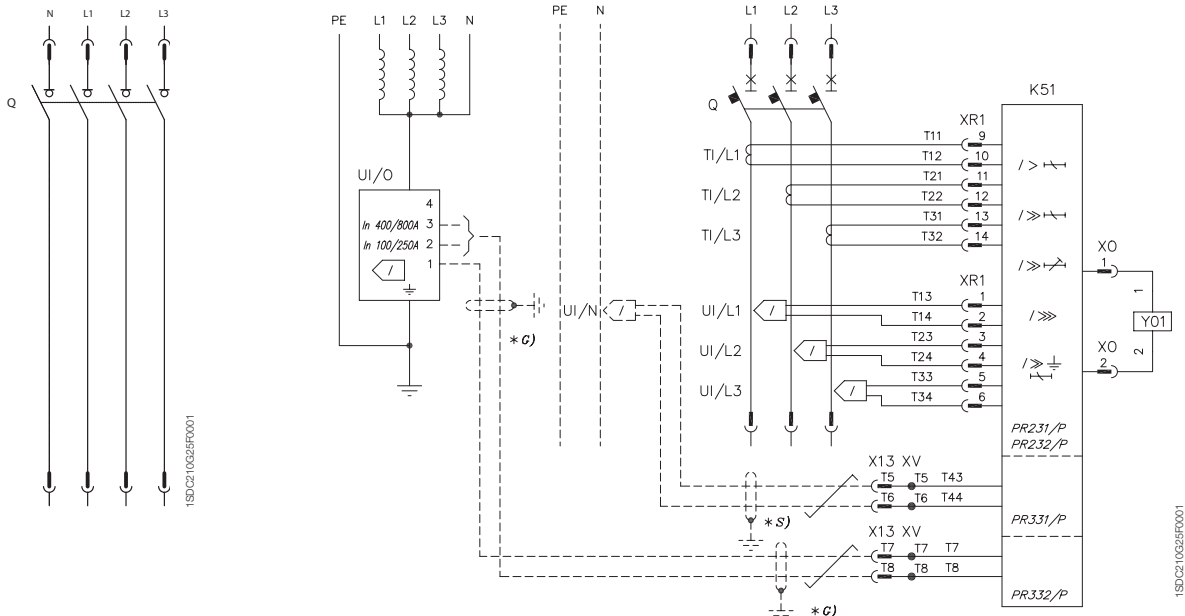 N L1 L2 L3
Q
1SDC210G25F0001
PE L1 L2 L3 N
UI/O
4
In 400/800A 3
In 100/250A 2
1
/
*G)
PE N
UI/N /
L1 L2 L3
Q
K51
XR1
TI/L1 T11 9
T12 10
TI/L2 T21 11
T22 12
TI/L3 T31 13
T32 14
/>
/≫
/≫
/⋙
/≫
XR1
UI/L1 / T13 1
T14 2
UI/L2 / T23 3
T24 4
UI/L3 / T33 5
T34 6
XO
1
1
Y01
2
XO
2
PR231/P
PR232/P
X13 XV
T5 T5 T43
T6 T6 T44
*S)
PR331/P
X13 XV
T7 T7 T7
T8 T8 T8
*G)
PR332/P
1SDC210G25F0001